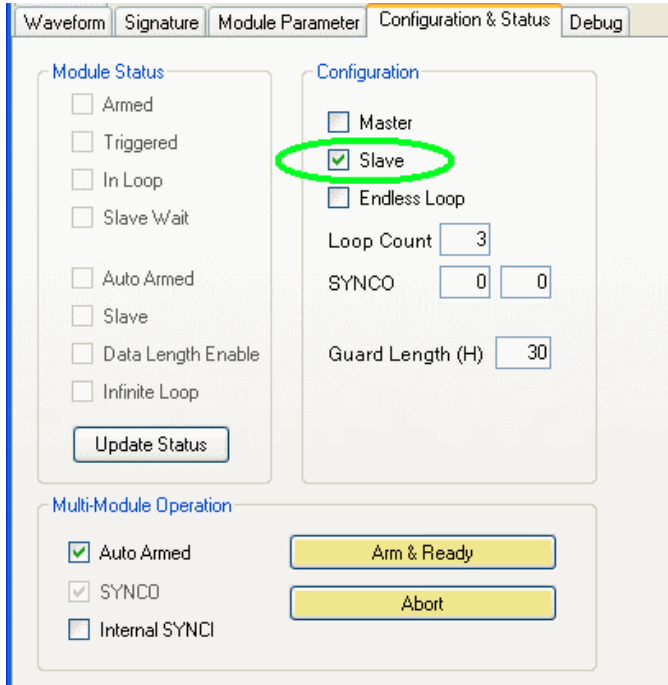 Waveform Signature Module Parameter Configuration & Status Debug
Module Status
Armed
Triggered
In Loop
Slave Wait
Auto Armed
Slave
Data Length Enable
Infinite Loop
Update Status
Configuration
Master
Slave
Endless Loop
Loop Count 3
SYNCO 0 0
Guard Length (H) 30
Multi-Module Operation
Auto Armed
SYNCO
Internal SYNCI
Arm & Ready
Abort